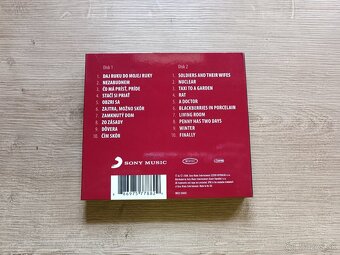 Disk 1
1. DAJ RUKU DO MOJEJ RUKY
2. NEZABUDNEM
3. ČO MÁ PRÍSŤ, PRÍDE
4. STAČÍ SI PRIAŤ
5. OBZRI SA
6. ZAJTRA, MOŽNO SKÔR
7. ZAMKNUTÝ DOM
8. ZO ZÁSADY
9. DÔVERA
10. ČÍM SKÔR
Disk 2
1. SOLDIERS AND THEIR WIFES
2. NUCLEAR
3. TAXI TO A GARDEN
4. RAT
5. A DOCTOR
6. BLACKBERRIES IN PORCELAIN
7. LIVING ROOM
8. PENNY HAS TWO DAYS
9. WINTER
10. FINALLY
SONY MUSIC